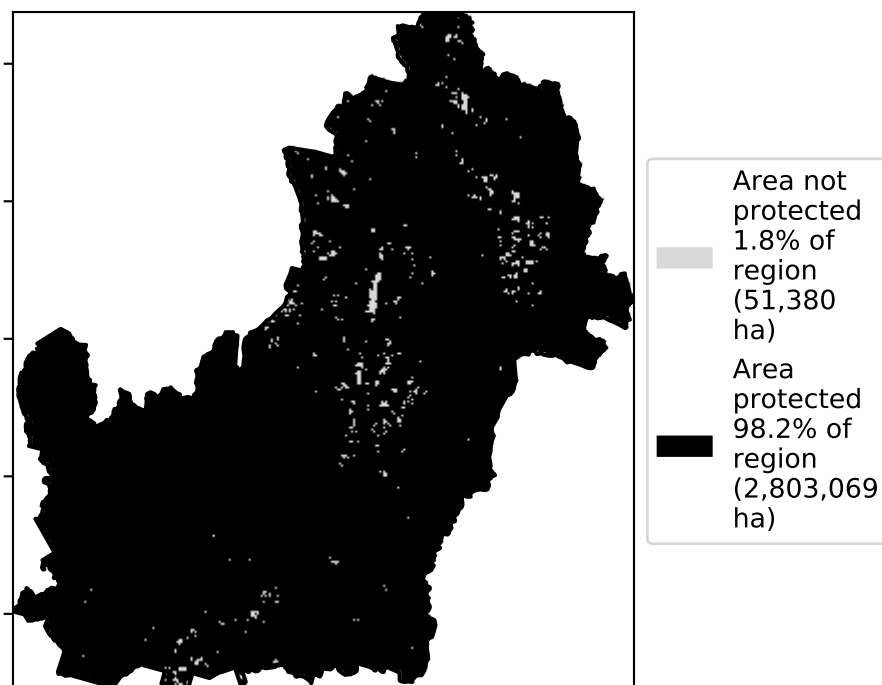 Area not
protected
1.8% of
region
(51,380
ha)
Area
protected
98.2% of
region
(2,803,069
ha)